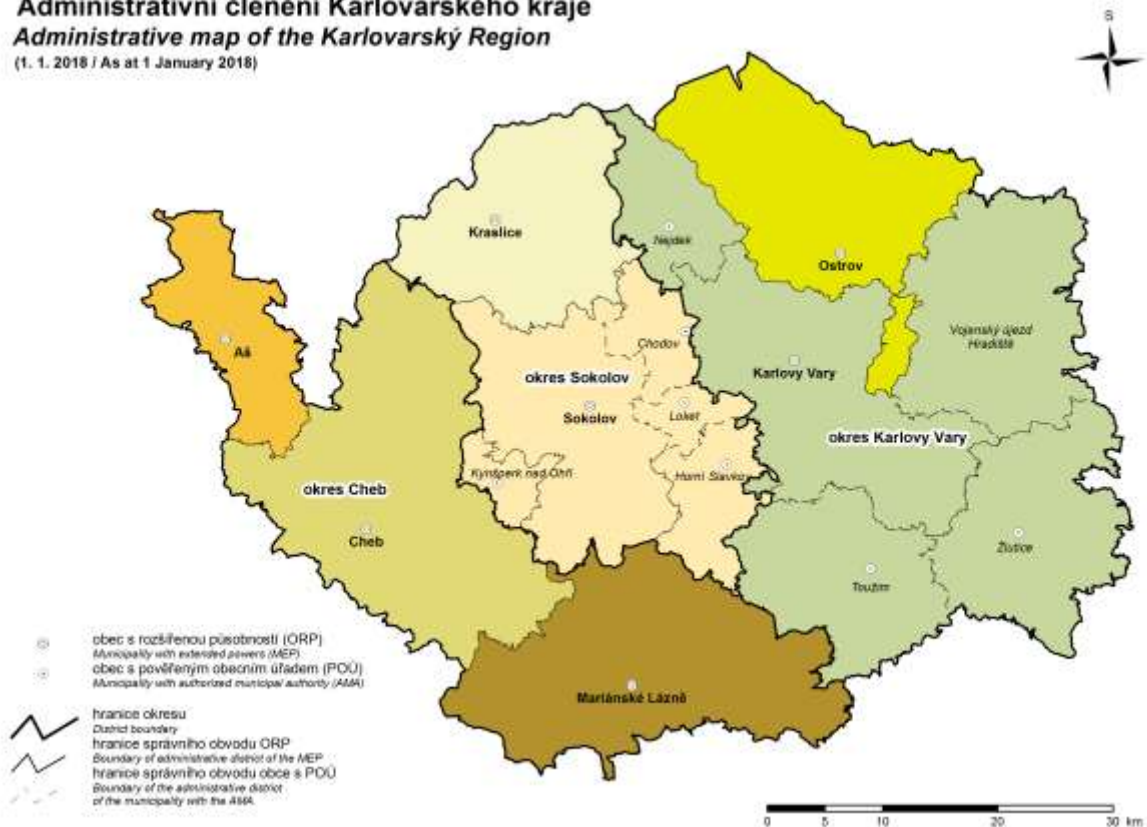 Administrativní členění Karlovarského kraje
Administrative map of the Karlovarský Region
(1. 1. 2018 / As at 1 January 2018)
S
Kraslice
Nejdek
Ostrov
Aš
Chodov
Vojenský újezd
Hradiště
Karlovy Vary
okres Sokolov
Sokolov
Loket
okres Karlovy Vary
Kynšperk nad Ohří
Horní Slavkov
okres Cheb
Cheb
Žlutice
Toužim
Mariánské Lázně
obec s rozšířenou působností (ORP)
Municipality with extended powers (MEP)
obec s pověřeným obecním úřadem (POÚ)
Municipality with authorized municipal authority (AMA)
hranice okresu
District boundary
hranice správního obvodu ORP
Boundary of administrative district of the MEP
hranice správního obvodu obce s POÚ
Boundary of the administrative district
of the municipality with the AMA
0 5 10 20 30 km